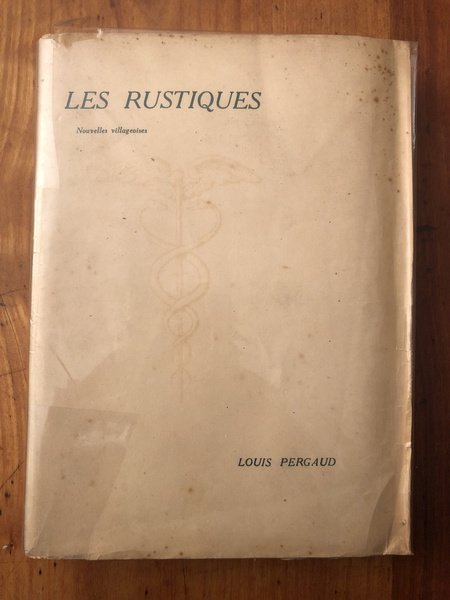 LES RUSTIQUES
Nouvelles villageoises
LOUIS PERGAUD